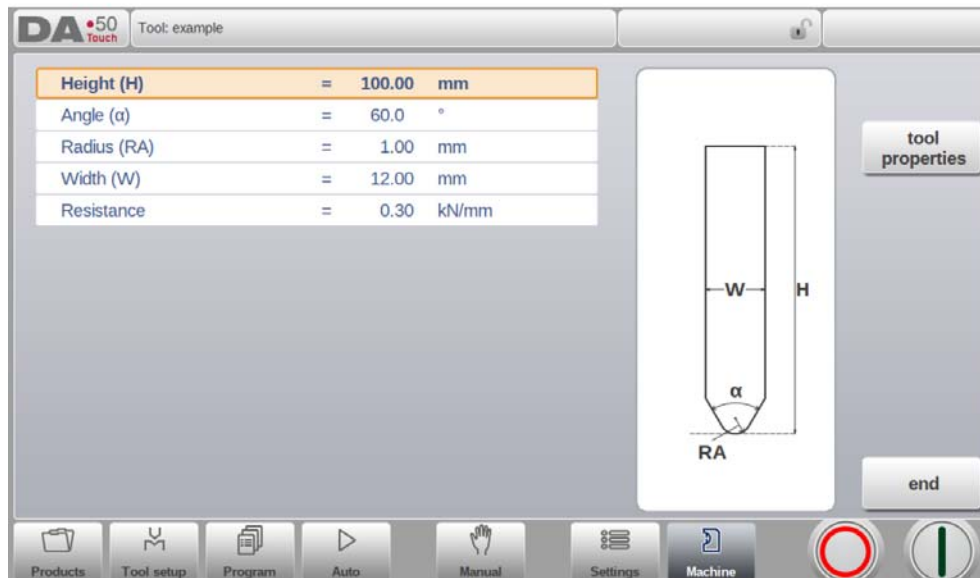 DA•50 Touch
Tool: example
Height (H) = 100.00 mm
Angle (α) = 60.0 °
Radius (RA) = 1.00 mm
Width (W) = 12.00 mm
Resistance = 0.30 kN/mm
W
H
α
RA
tool
properties
end
Products
Tool setup
Program
Auto
Manual
Settings
Machine